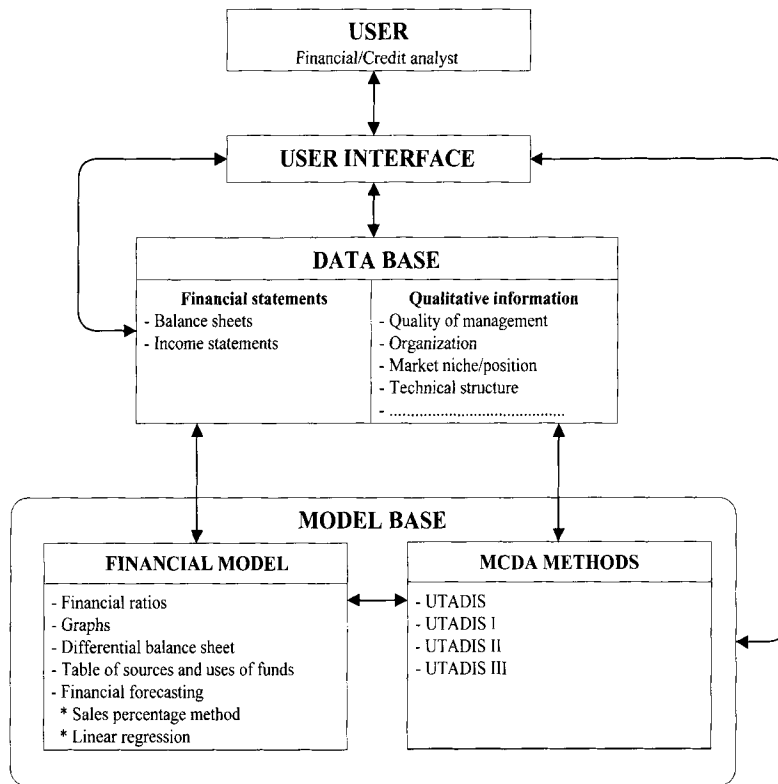 USER
Financial/Credit analyst
USER INTERFACE
DATA BASE
Financial statements
- Balance sheets
- Income statements
Qualitative information
- Quality of management
- Organization
- Market niche/position
- Technical structure
- .......................................
MODEL BASE
FINANCIAL MODEL
- Financial ratios
- Graphs
- Differential balance sheet
- Table of sources and uses of funds
- Financial forecasting
* Sales percentage method
* Linear regression
MCDA METHODS
- UTADIS
- UTADIS I
- UTADIS II
- UTADIS III